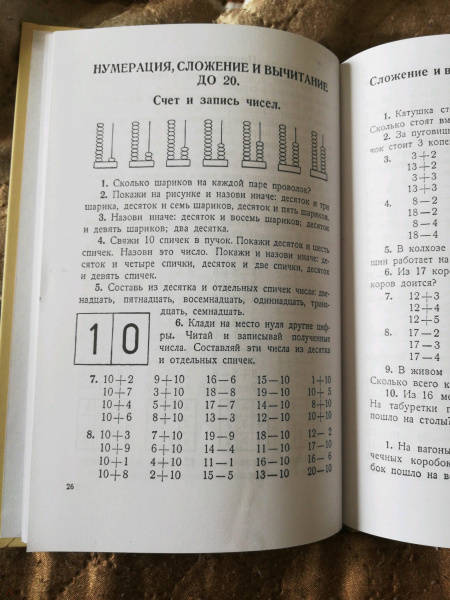 НУМЕРАЦИЯ, СЛОЖЕНИЕ И ВЫЧИТАНИЕ
ДО 20.
Счет и запись чисел.
1. Сколько шариков на каждой паре проволок?
2. Покажи на рисунке и назови иначе: десяток и три
шарика, десяток и семь шариков, десяток и пять шариков.
3. Назови иначе: десяток и восемь шариков; десяток
и девять шариков; два десятка.
4. Свяжи 10 спичек в пучок. Покажи десяток и шесть
спичек. Назови это число. Покажи и назови иначе: де-
сяток и четыре спички, десяток и две спички, десяток
и девять спичек.
5. Составь из десятка и отдельных спичек числа: две-
надцать, пятнадцать, восемнадцать, одиннадцать, трина-
дцать, семнадцать.
10
6. Клади на место нуля другие циф-
ры. Читай и записывай полученные
числа. Составляй эти числа из десятка
и отдельных спичек.
7. 10+2 9+10 16—6 15—10 1+10
10+7 3+10 18—8 19—10 10+5
10+4 5+10 17—7 14—10 8+10
10+6 8+10 13—3 12—10 10+10
8. 10+3 7+10 19—9 18—10 12—2
10+9 6+10 14—4 11—10 17—10
10+1 4+10 11—1 16—10 16—6
10+8 2+10 15—5 13—10 20—10
26
Сложение и в
1. Катушка ст
Сколько стоят вм
2. За пуговиц
чок стоит 3 копе
3. 3+2
13+2
3+3
13+3
4. 8—2
18—2
8—4
18—4
5. В колхозе
шин работает на
6. Из 17 коро
коров доится?
7. 12+3
12+4
12+5
8. 17—2
17—3
17—4
9. В живом
Сколько всего к
10. Из 16 ме
На табуретки п
пошло на столы?
1. На вагоны
чечных коробок
бок пошло на ве